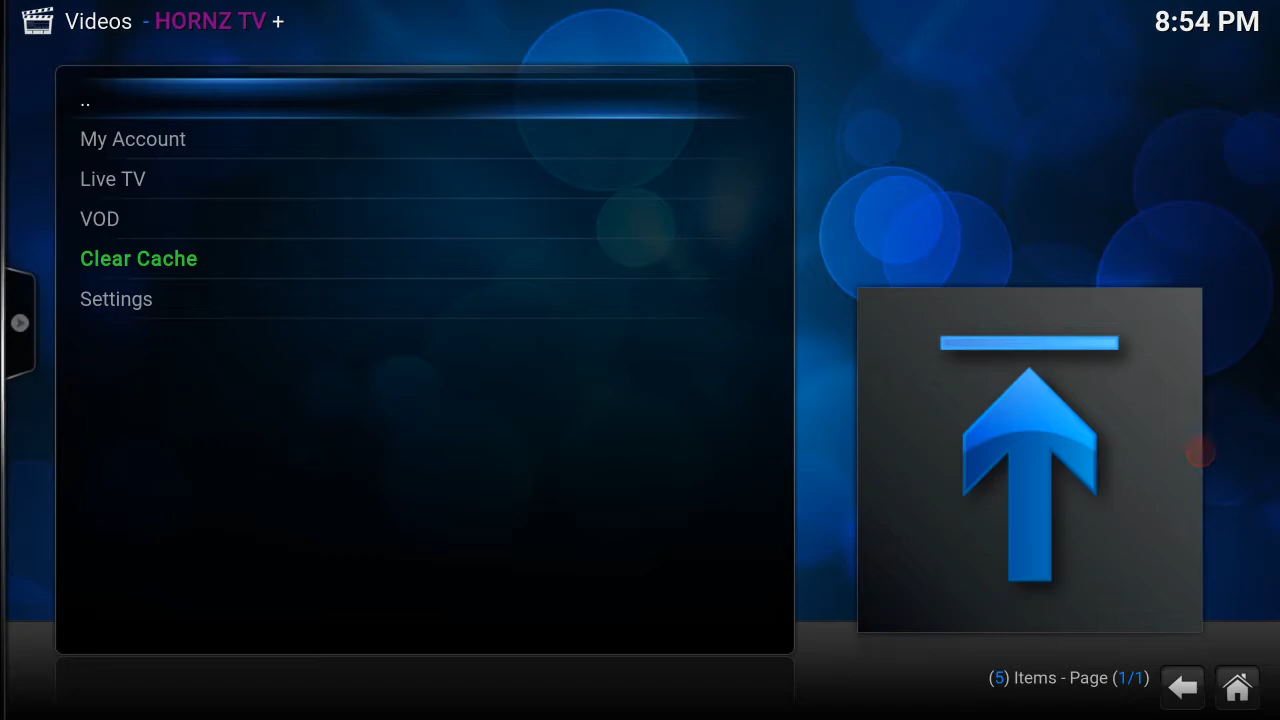 Videos - HORNZ TV +
8:54 PM
..
My Account
Live TV
VOD
Clear Cache
Settings
(5) Items - Page (1/1)